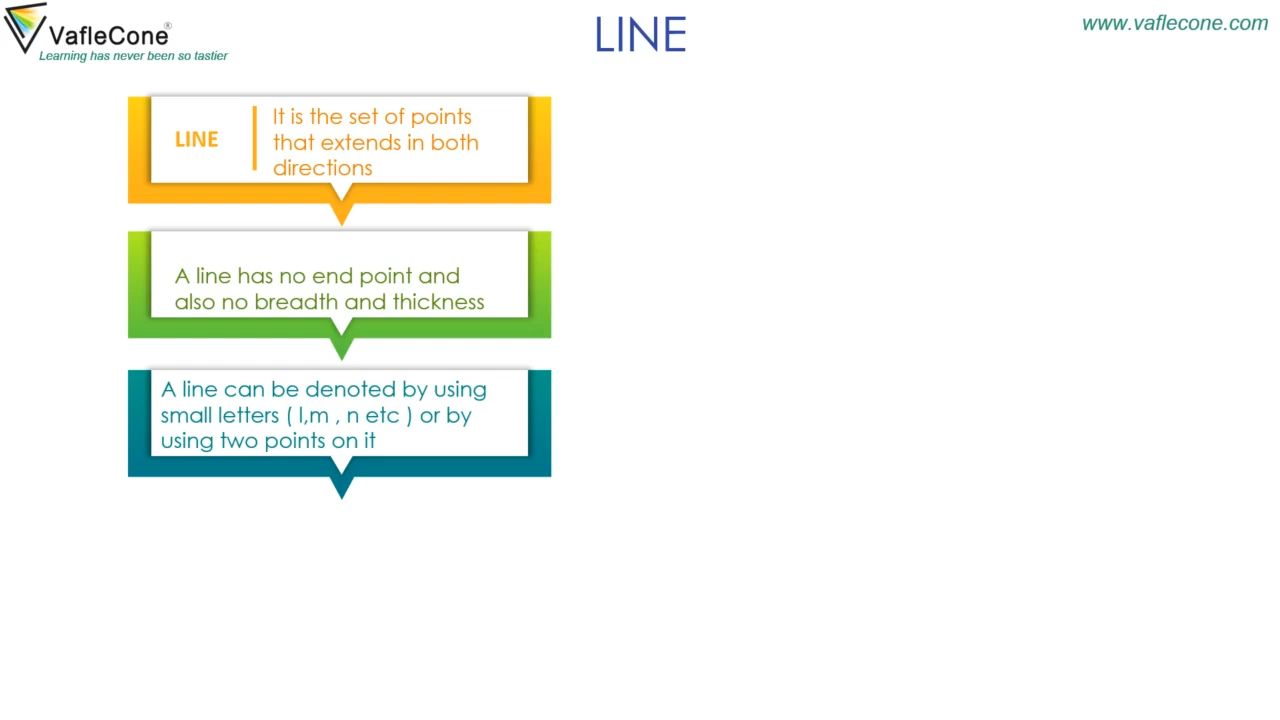 VafleCone®
Learning has never been so tastier
LINE
www.vaflecone.com
LINE
It is the set of points
that extends in both
directions
A line has no end point and
also no breadth and thickness
A line can be denoted by using
small letters ( l,m , n etc ) or by
using two points on it